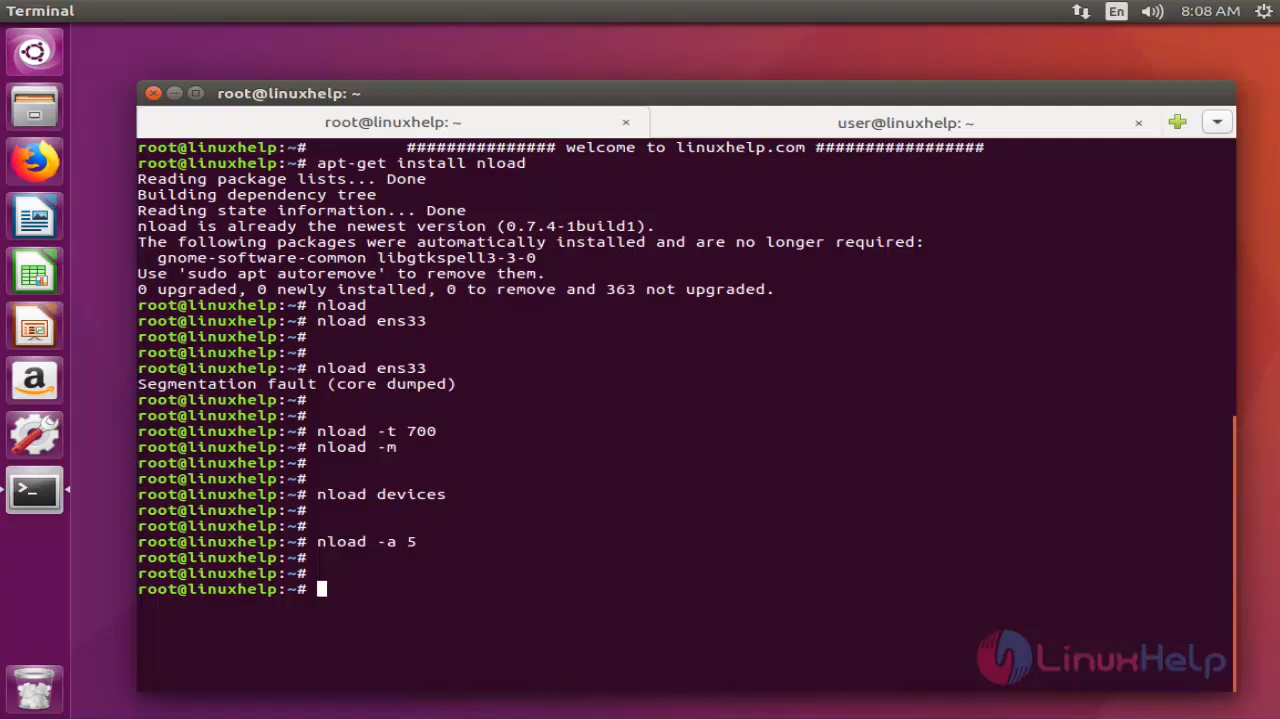 Terminal
En
8:08 AM
root@linuxhelp: ~
root@linuxhelp: ~ ×
user@linuxhelp: ~ ×
root@linuxhelp:~# ############### welcome to linuxhelp.com #################
root@linuxhelp:~# apt-get install nload
Reading package lists... Done
Building dependency tree
Reading state information... Done
nload is already the newest version (0.7.4-1build1).
The following packages were automatically installed and are no longer required:
  gnome-software-common libgtkspell3-3-0
Use 'sudo apt autoremove' to remove them.
0 upgraded, 0 newly installed, 0 to remove and 363 not upgraded.
root@linuxhelp:~# nload
root@linuxhelp:~# nload ens33
root@linuxhelp:~#
root@linuxhelp:~#
root@linuxhelp:~# nload ens33
Segmentation fault (core dumped)
root@linuxhelp:~#
root@linuxhelp:~#
root@linuxhelp:~# nload -t 700
root@linuxhelp:~# nload -m
root@linuxhelp:~#
root@linuxhelp:~#
root@linuxhelp:~# nload devices
root@linuxhelp:~#
root@linuxhelp:~#
root@linuxhelp:~# nload -a 5
root@linuxhelp:~#
root@linuxhelp:~#
root@linuxhelp:~#
LinuxHelp